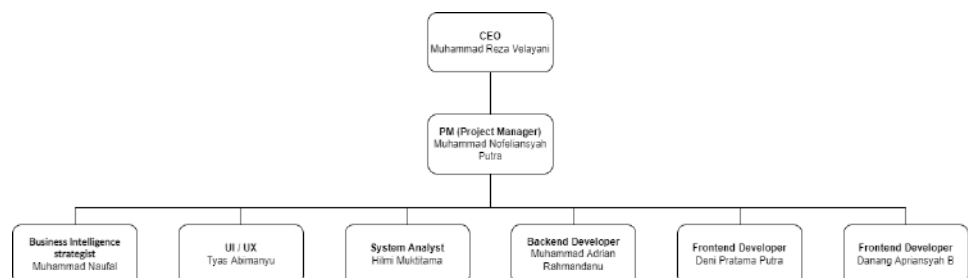 CEO
Muhammad Reza Velayani
PM (Project Manager)
Muhammad Nofeliansyah
Putra
Business Intelligence
strategist
Muhammad Naufal
UI / UX
Tyas Abimanyu
System Analyst
Hilmi Muktitama
Backend Developer
Muhammad Adrian
Rahmandanu
Frontend Developer
Deni Pratama Putra
Frontend Developer
Danang Apriansyah B